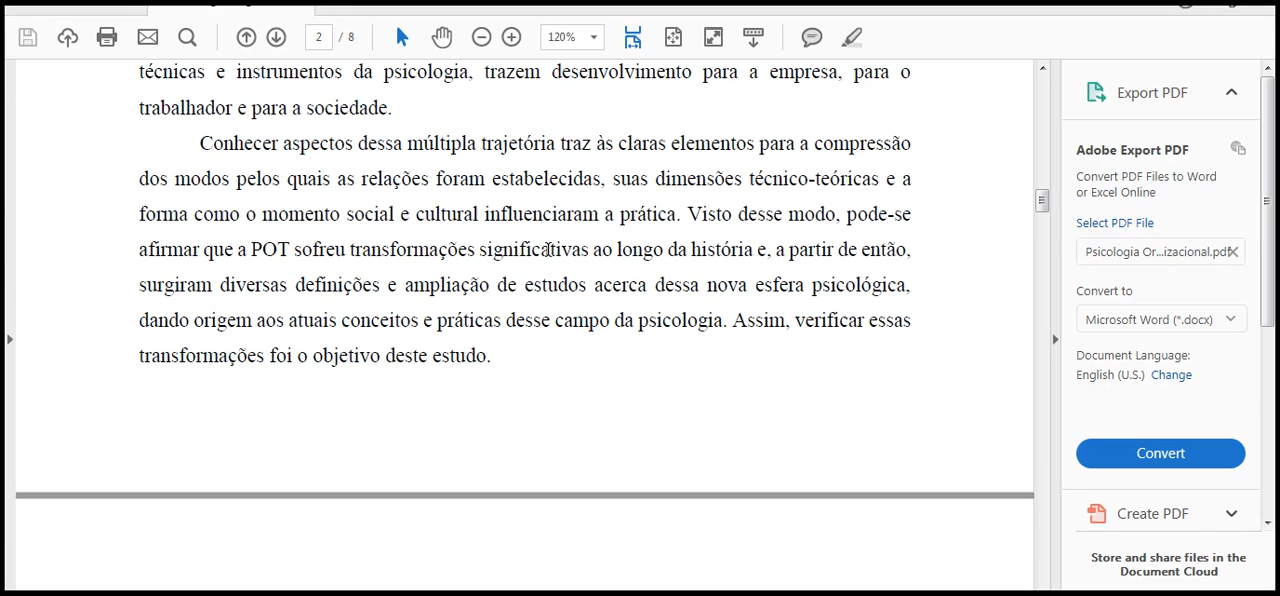 2 / 8
120%
técnicas e instrumentos da psicologia, trazem desenvolvimento para a empresa, para o
trabalhador e para a sociedade.
Conhecer aspectos dessa múltipla trajetória traz às claras elementos para a compressão
dos modos pelos quais as relações foram estabelecidas, suas dimensões técnico-teóricas e a
forma como o momento social e cultural influenciaram a prática. Visto desse modo, pode-se
afirmar que a POT sofreu transformações significativas ao longo da história e, a partir de então,
surgiram diversas definições e ampliação de estudos acerca dessa nova esfera psicológica,
dando origem aos atuais conceitos e práticas desse campo da psicologia. Assim, verificar essas
transformações foi o objetivo deste estudo.
Export PDF
Adobe Export PDF
Convert PDF Files to Word
or Excel Online
Select PDF File
Psicologia Or...izacional.pdf
Convert to
Microsoft Word (*.docx)
Document Language:
English (U.S.) Change
Convert
Create PDF
Store and share files in the
Document Cloud